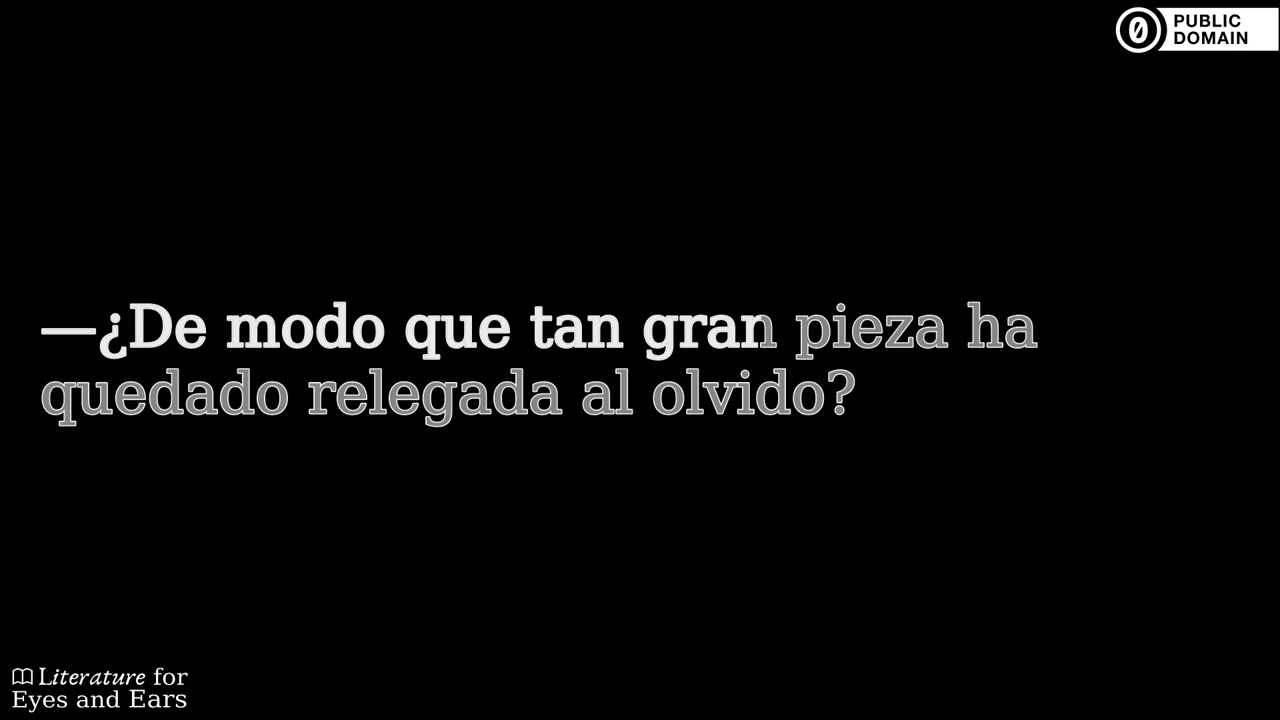 PUBLIC
DOMAIN
—¿De modo que tan gran pieza ha
quedado relegada al olvido?
Literature for
Eyes and Ears